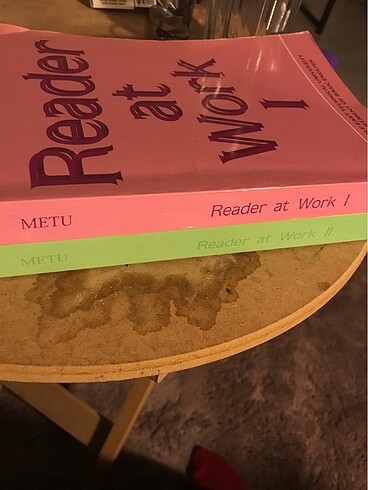 Reader
at
Work
I
METU Reader at Work I
METU Reader at Work II